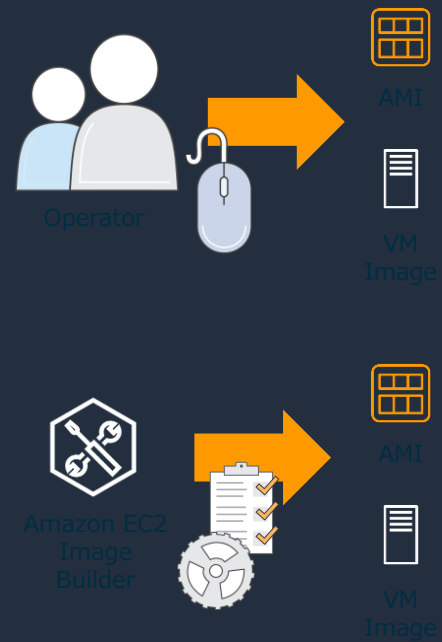 AMI
Operator
VM
Image
AMI
Amazon EC2
Image
Builder
VM
Image